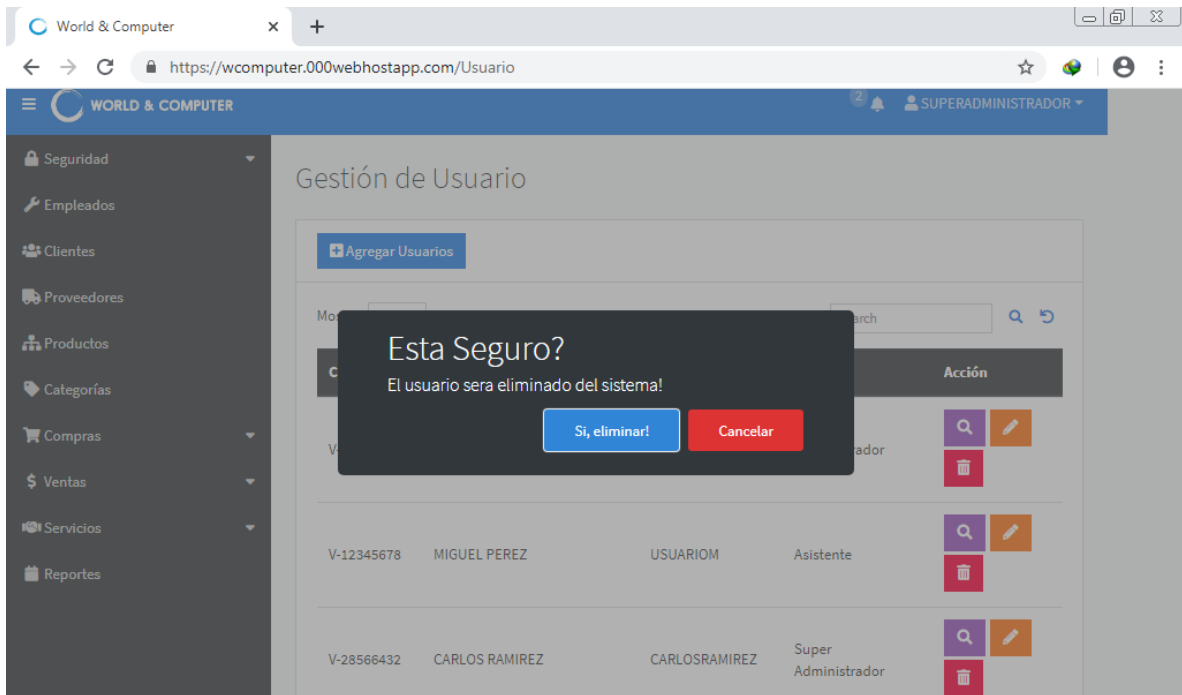 World & Computer
https://wcomputer.000webhostapp.com/Usuario
WORLD & COMPUTER
2
SUPERADMINISTRADOR
Seguridad
Empleados
Clientes
Proveedores
Productos
Categorías
Compras
Ventas
Servicios
Reportes
Gestión de Usuario
Agregar Usuarios
Acción
Esta Seguro?
El usuario sera eliminado del sistema!
Si, eliminar!
Cancelar
V-12345678 MIGUEL PEREZ USUARIOM Asistente
V-28566432 CARLOS RAMIREZ CARLOSRAMIREZ Super
Administrador